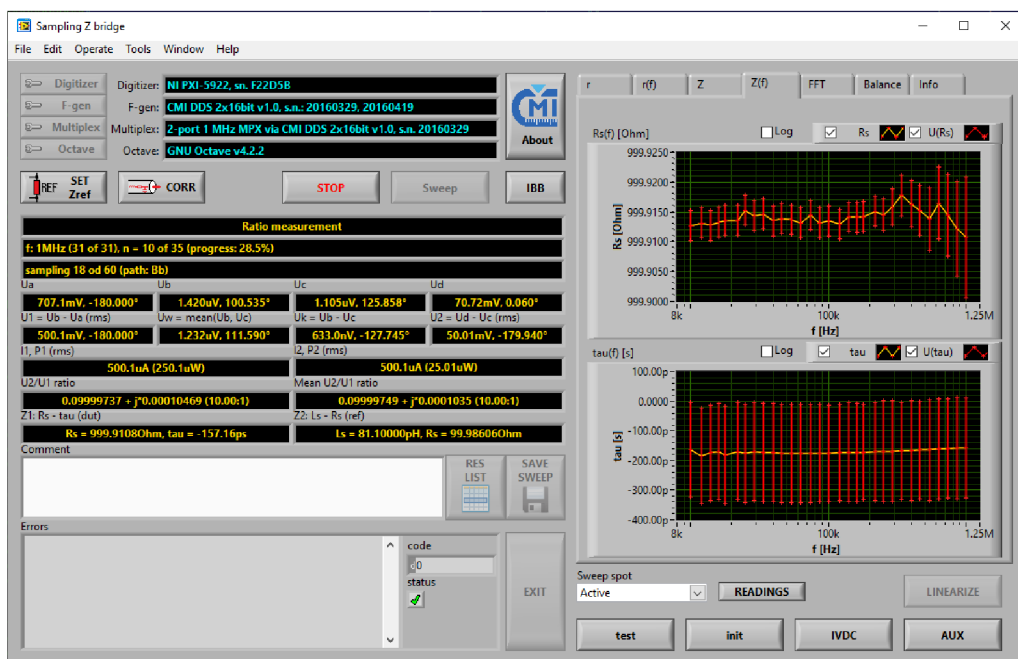 Sampling Z bridge
File Edit Operate Tools Window Help
Digitizer Digitizer: NI PXI-5922, sn. F22D5B
F-gen F-gen: CMI DDS 2x16bit v1.0, s.n.: 20160329, 20160419
Multiplex Multiplex: 2-port 1 MHz MPX via CMI DDS 2x16bit v1.0, s.n. 20160329
Octave Octave: GNU Octave v4.2.2
CMI
About
REF SET Zref
CORR
STOP
Sweep
IBB
Ratio measurement
f: 1MHz (31 of 31), n = 10 of 35 (progress: 28.5%)
sampling 18 od 60 (path: Bb)
Ua Ub Uc Ud
707.1mV, -180.000° 1.420uV, 100.535° 1.105uV, 125.858° 70.72mV, 0.060°
U1 = Ub - Ua (rms) Uw = mean(Ub, Uc) Uk = Ub - Uc U2 = Ud - Uc (rms)
500.1mV, -180.000° 1.232uV, 111.590° 633.0nV, -127.745° 50.01mV, -179.940°
I1, P1 (rms) I2, P2 (rms)
500.1uA (250.1uW) 500.1uA (25.01uW)
U2/U1 ratio Mean U2/U1 ratio
0.09999737 + j*0.00010469 (10.00:1) 0.09999749 + j*0.0001035 (10.00:1)
Z1: Rs - tau (dut) Z2: Ls - Rs (ref)
Rs = 999.9108Ohm, tau = -157.16ps Ls = 81.10000pH, Rs = 99.98606Ohm
Comment
RES LIST
SAVE SWEEP
Errors
code
d0
status
EXIT
r r(f) Z Z(f) FFT Balance Info
Rs(f) [Ohm] Log Rs U(Rs)
999.9250
999.9200
999.9150
999.9100
999.9050
999.9000
Rs [Ohm]
8k 100k 1.25M
f [Hz]
tau(f) [s] Log tau U(tau)
100.00p
0.0000
-100.00p
-200.00p
-300.00p
-400.00p
tau [s]
8k 100k 1.25M
f [Hz]
Sweep spot
Active
READINGS
LINEARIZE
test init IVDC AUX